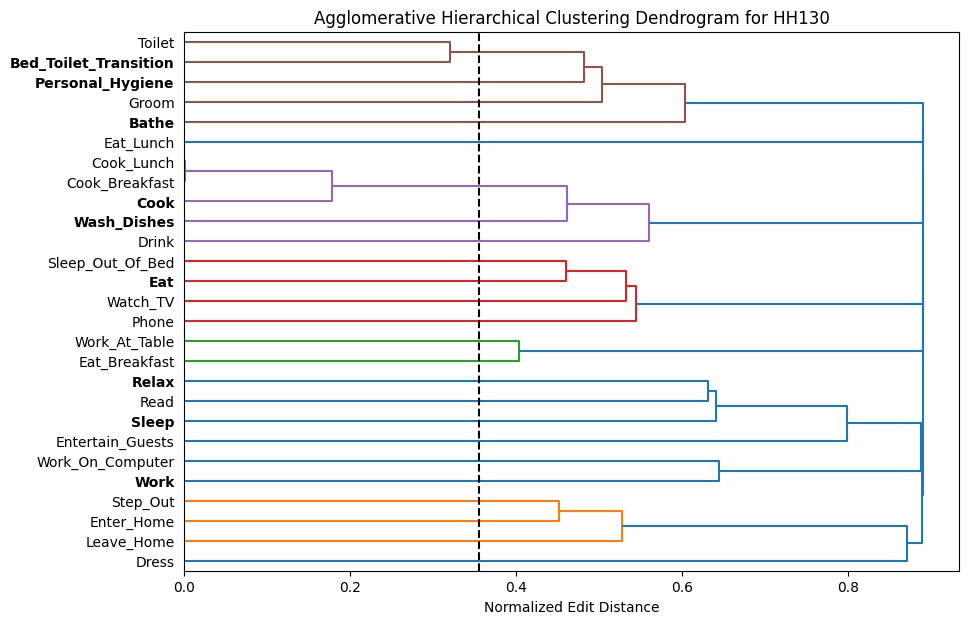 Agglomerative Hierarchical Clustering Dendrogram for HH130
Toilet
Bed_Toilet_Transition
Personal_Hygiene
Groom
Bathe
Eat_Lunch
Cook_Lunch
Cook_Breakfast
Cook
Wash_Dishes
Drink
Sleep_Out_Of_Bed
Eat
Watch_TV
Phone
Work_At_Table
Eat_Breakfast
Relax
Read
Sleep
Entertain_Guests
Work_On_Computer
Work
Step_Out
Enter_Home
Leave_Home
Dress
0.0 0.2 0.4 0.6 0.8
Normalized Edit Distance